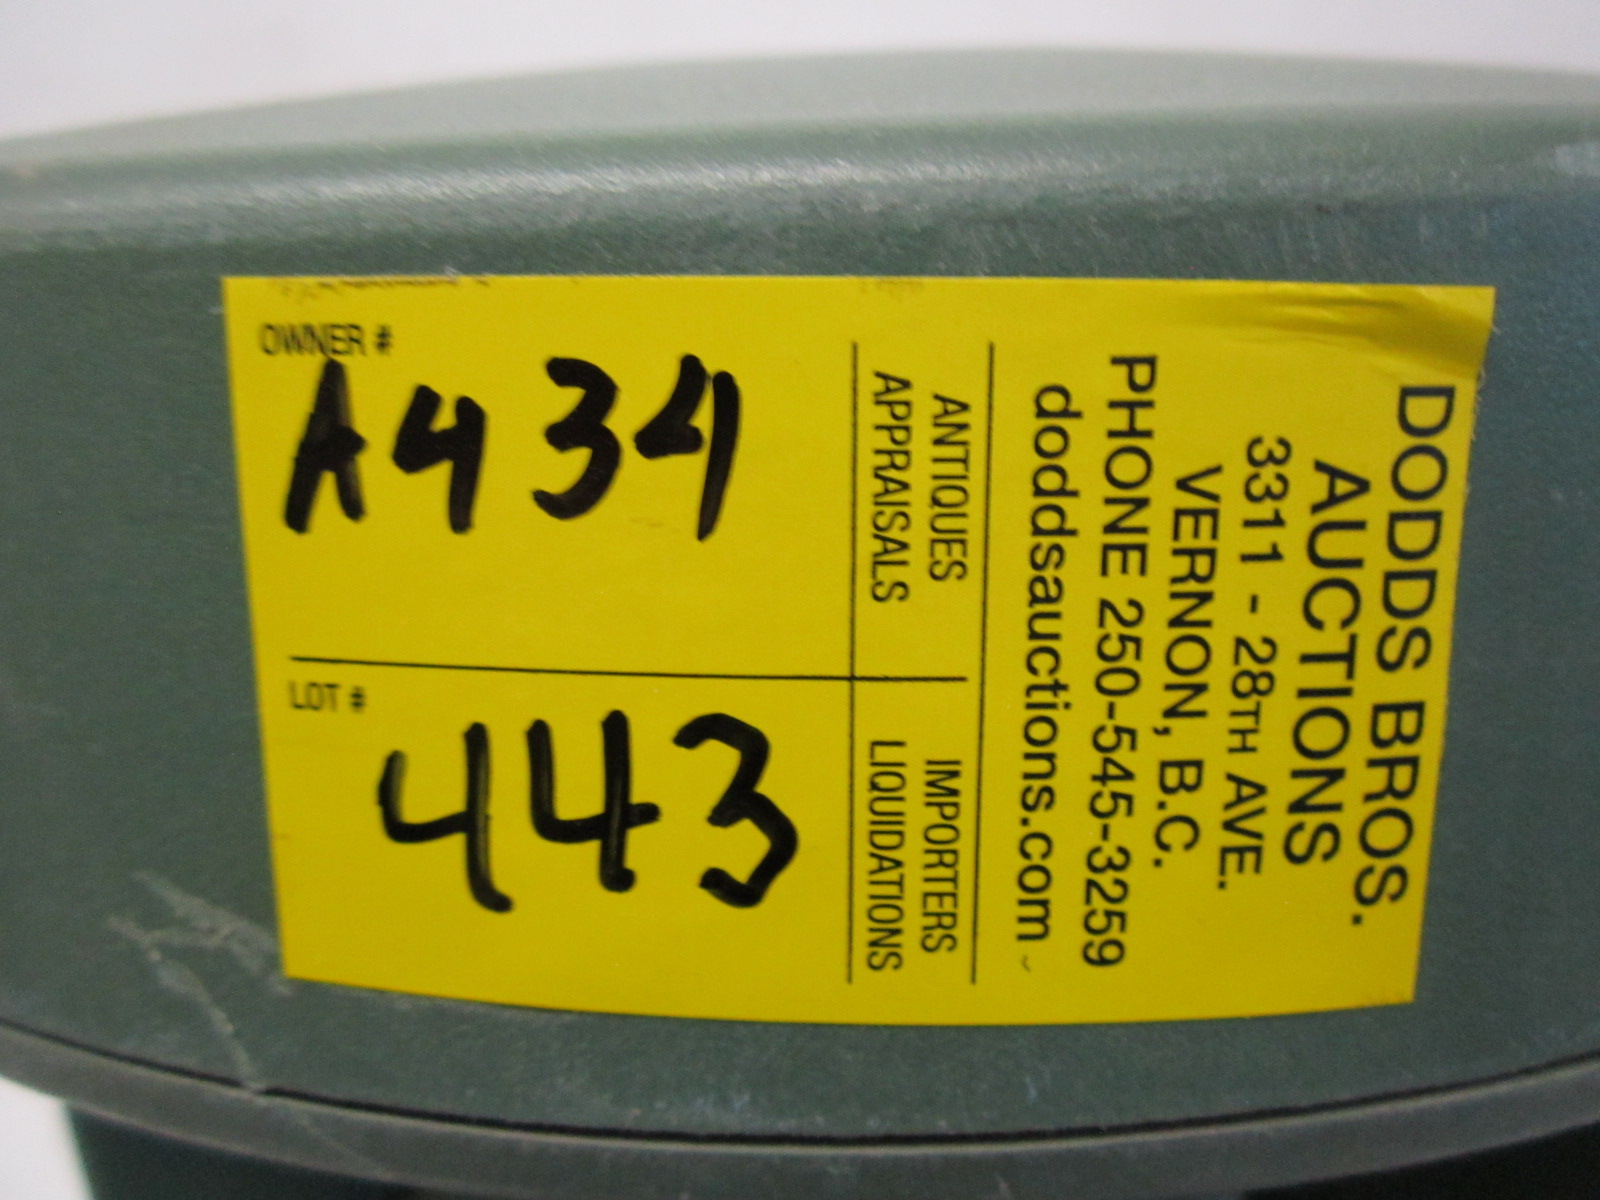 OWNER #
A434
LOT #
443
ANTIQUES
APPRAISALS
IMPORTERS
LIQUIDATIONS
DODDS BROS.
AUCTIONS
3311 - 28TH AVE.
VERNON, B.C.
PHONE 250-545-3259
doddsauctions.com